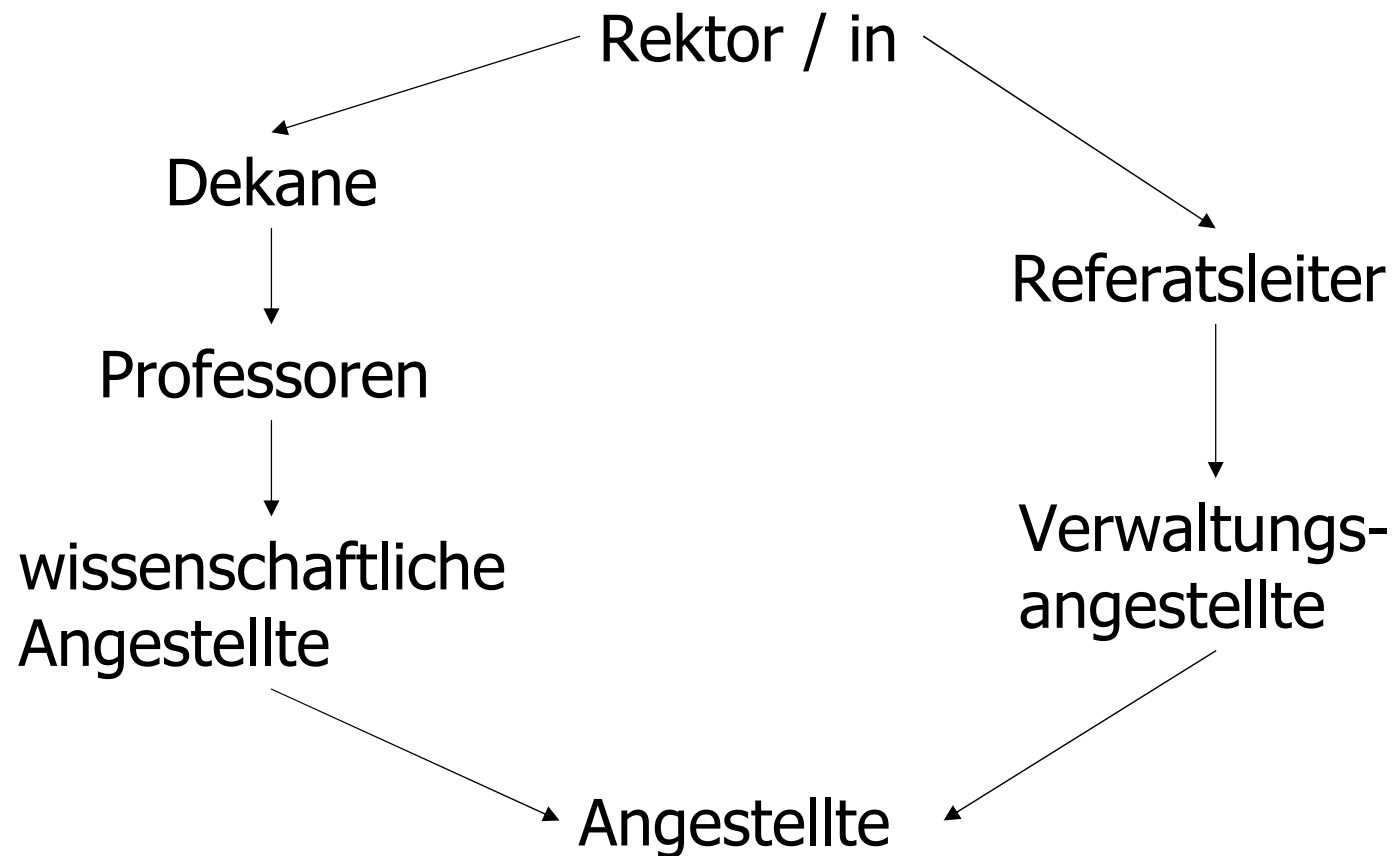 Rektor / in
Dekane
Referatsleiter
Professoren
Verwaltungs-
angestellte
wissenschaftliche
Angestellte
Angestellte